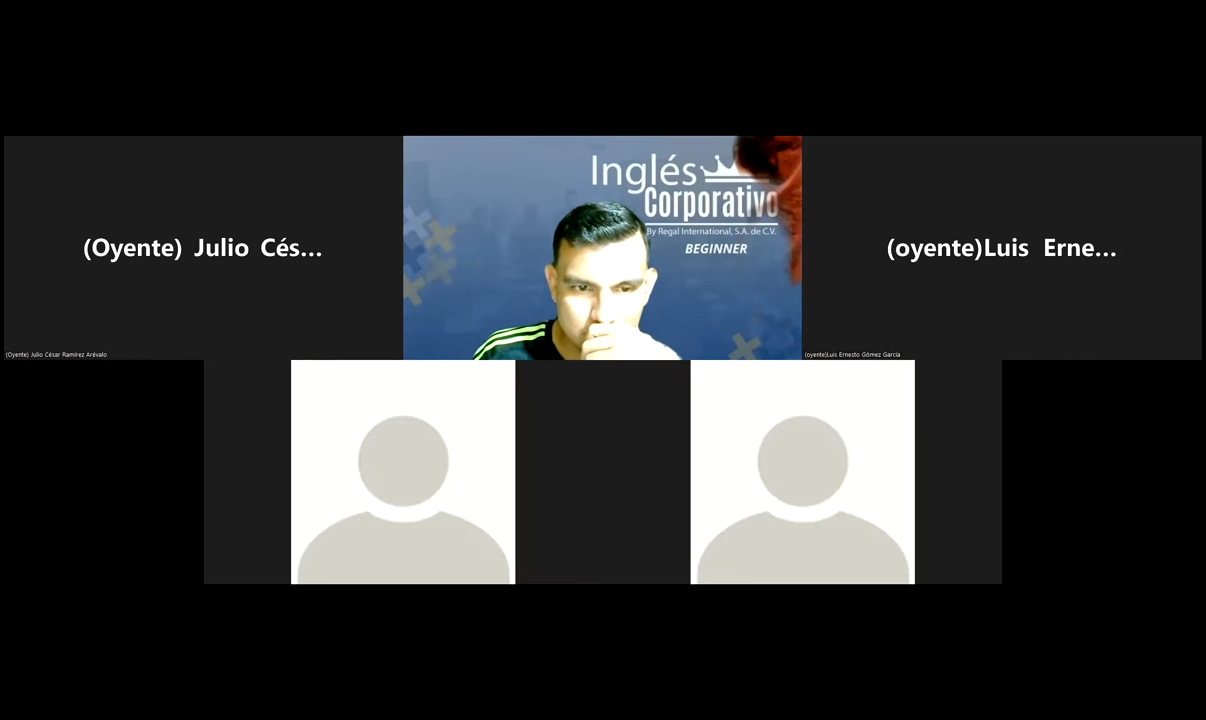 (Oyente) Julio Cés...
(Oyente) Julio César Ramírez Arévalo
Inglés
Corporativo
By Regal International, S.A. de C.V.
BEGINNER
(oyente)Luis Erne...
(oyente)Luis Ernesto Gómez García